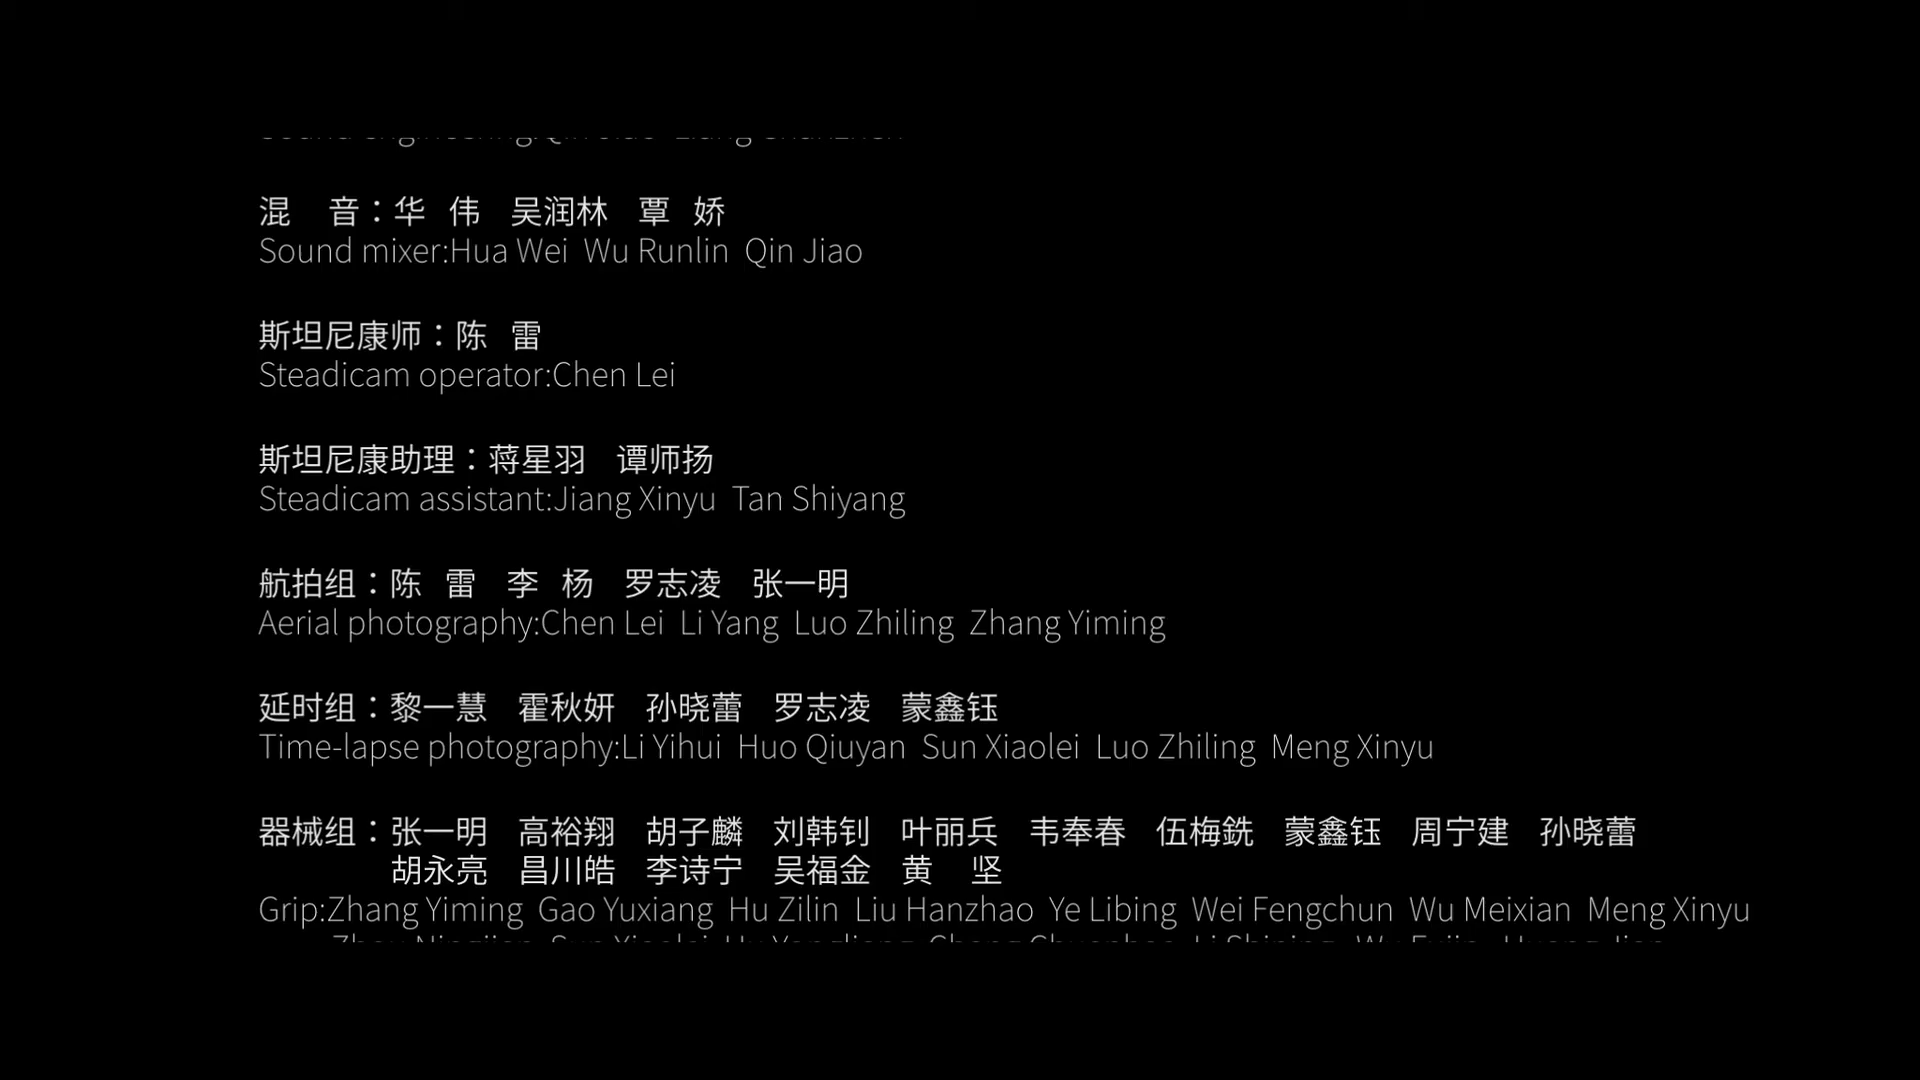 混 音：华 伟 吴润林 覃 娇
Sound mixer:Hua Wei Wu Runlin Qin Jiao
斯坦尼康师：陈 雷
Steadicam operator:Chen Lei
斯坦尼康助理：蒋星羽 谭师扬
Steadicam assistant:Jiang Xinyu Tan Shiyang
航拍组：陈 雷 李 杨 罗志凌 张一明
Aerial photography:Chen Lei Li Yang Luo Zhiling Zhang Yiming
延时组：黎一慧 霍秋妍 孙晓蕾 罗志凌 蒙鑫钰
Time-lapse photography:Li Yihui Huo Qiuyan Sun Xiaolei Luo Zhiling Meng Xinyu
器械组：张一明 高裕翔 胡子麟 刘韩钊 叶丽兵 韦奉春 伍梅銑 蒙鑫钰 周宁建 孙晓蕾
胡永亮 昌川皓 李诗宁 吴福金 黄 坚
Grip:Zhang Yiming Gao Yuxiang Hu Zilin Liu Hanzhao Ye Libing Wei Fengchun Wu Meixian Meng Xinyu